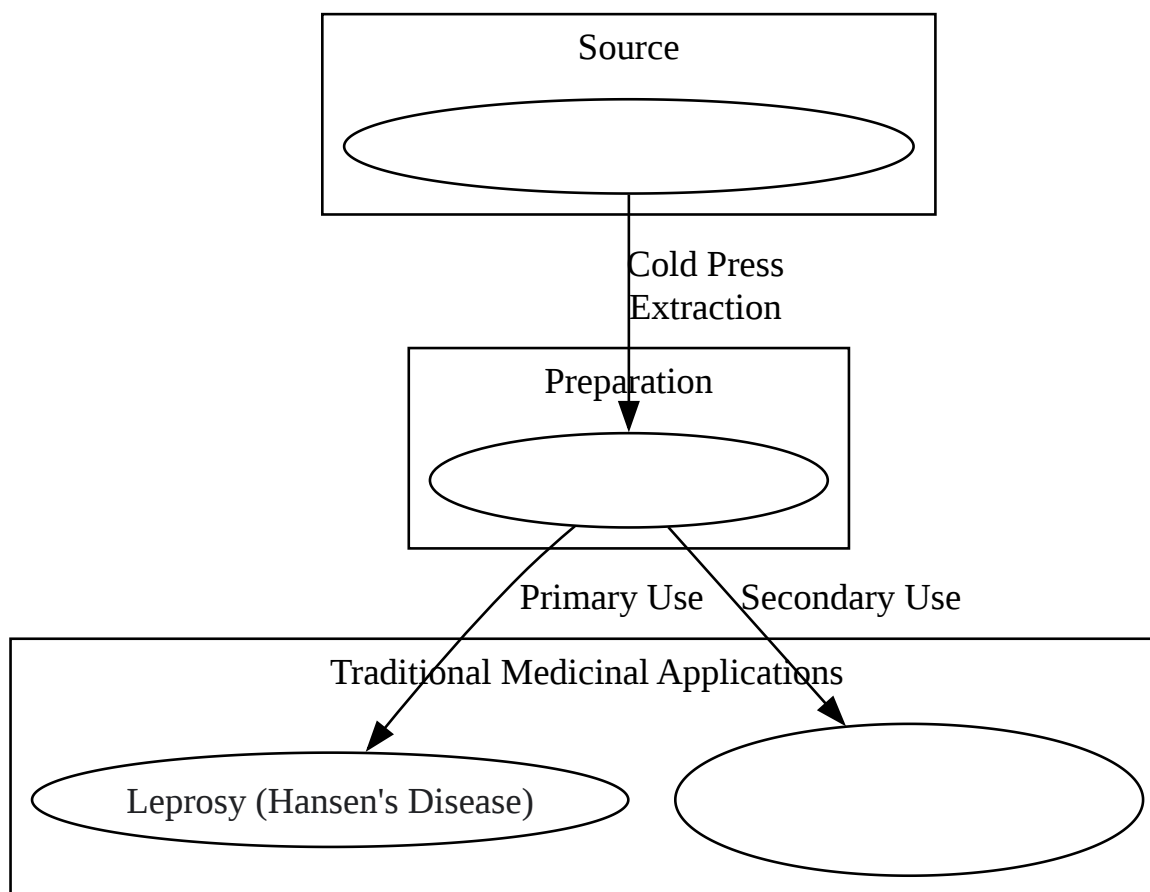 Source
Cold Press
Extraction
Preparation
Primary Use
Secondary Use
Traditional Medicinal Applications
Leprosy (Hansen's Disease)